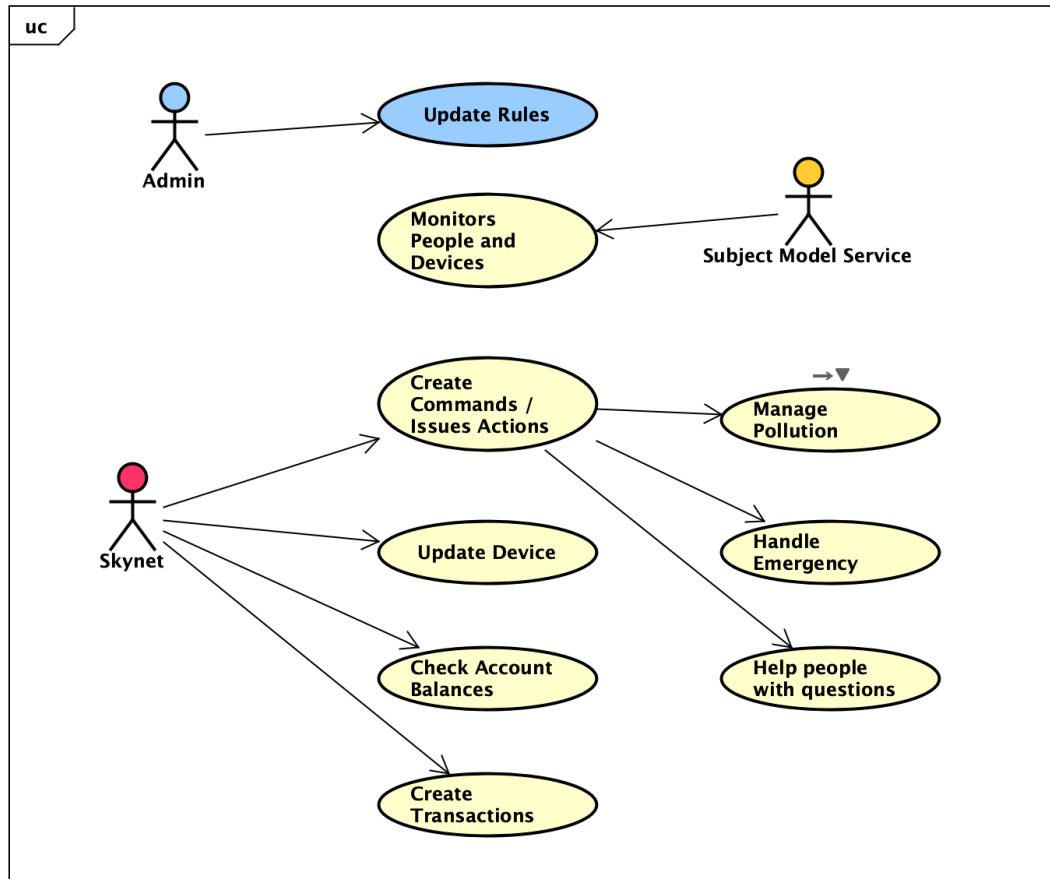 uc
Update Rules
Admin
Monitors
People and
Devices
Subject Model Service
Create
Commands /
Issues Actions
Manage
Pollution
Skynet
Update Device
Handle
Emergency
Check Account
Balances
Help people
with questions
Create
Transactions